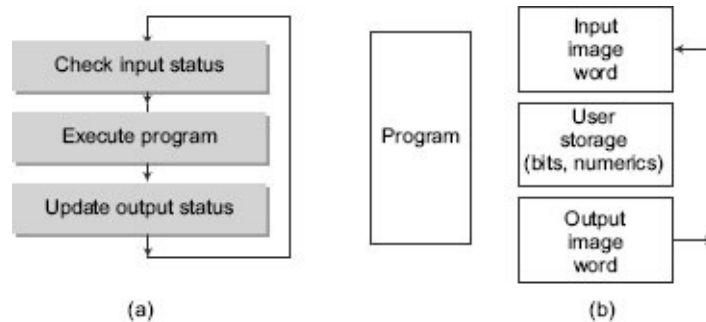 Check input status
Execute program
Update output status
(a)
Program
Input
image
word
User
storage
(bits, numerics)
Output
image
word
(b)